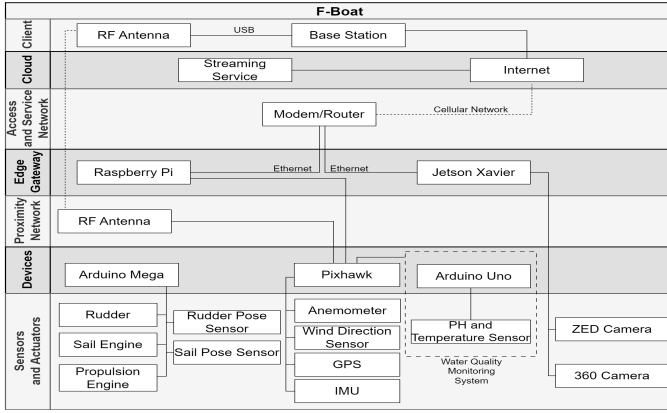 F-Boat
Client
RF Antenna
USB
Base Station
Cloud
Streaming
Service
Internet
Access
and Service
Network
Modem/Router
Cellular Network
Edge
Gateway
Raspberry Pi
Ethernet
Ethernet
Jetson Xavier
Proximity
Network
RF Antenna
Devices
Arduino Mega
Pixhawk
Arduino Uno
Sensors
and Actuators
Rudder
Rudder Pose
Sensor
Sail Engine
Sail Pose Sensor
Propulsion
Engine
Anemometer
Wind Direction
Sensor
GPS
IMU
PH and
Temperature Sensor
Water Quality
Monitoring
System
ZED Camera
360 Camera